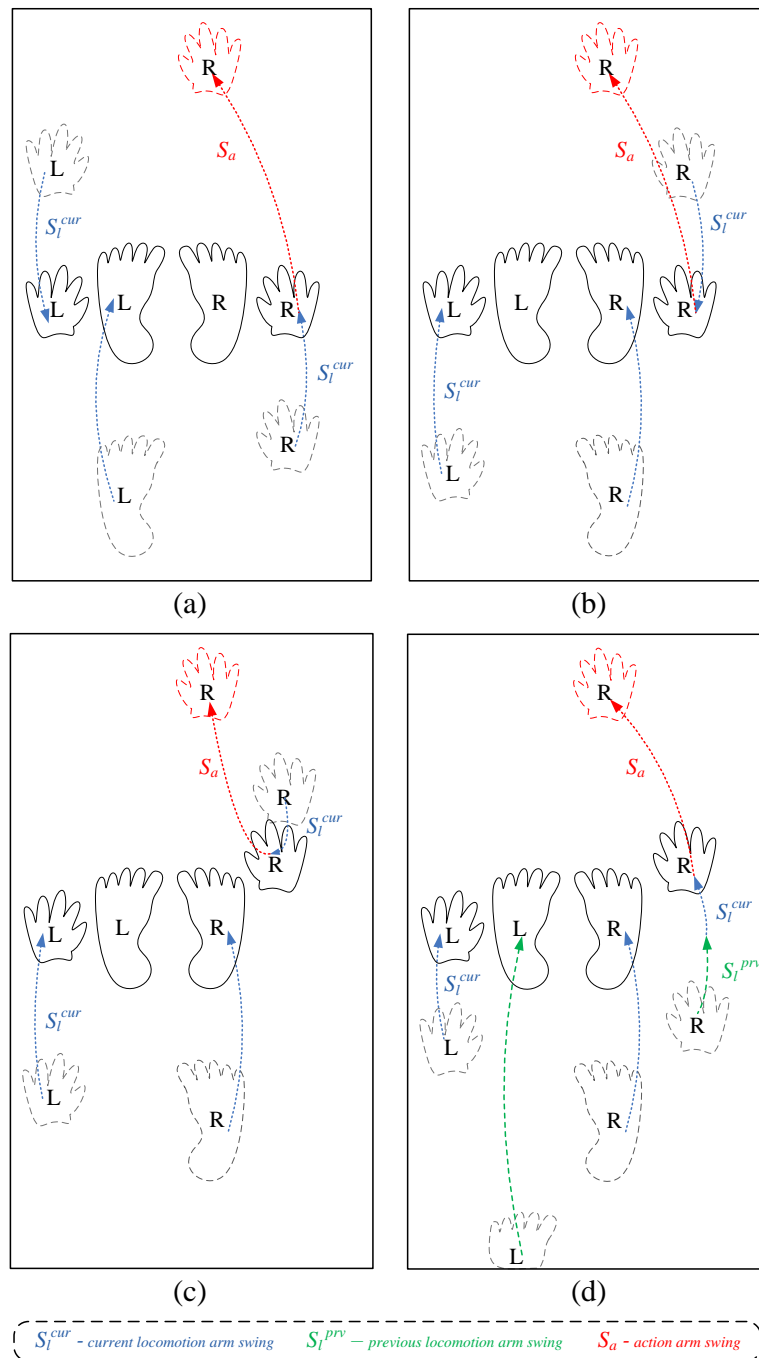 R
S_a
L
S_l^cur
L L R R
S_l^cur
R
L
(a)
R
S_a
R
S_l^cur
L L R R
S_l^cur
L
R
(b)
R
S_a
R
S_l^cur
R
L L R
S_l^cur
L
R
(c)
R
S_a
R
S_l^cur
L L R
S_l^cur S_l^prv
L R
R
L
(d)
S_l^cur - current locomotion arm swing S_l^prv – previous locomotion arm swing S_a - action arm swing